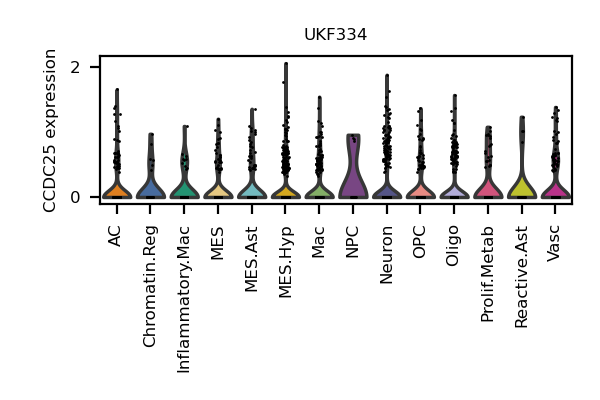 UKF334
CCDC25 expression
2
0
AC
Chromatin.Reg
Inflammatory.Mac
MES
MES.Ast
MES.Hyp
Mac
NPC
Neuron
OPC
Oligo
Prolif.Metab
Reactive.Ast
Vasc